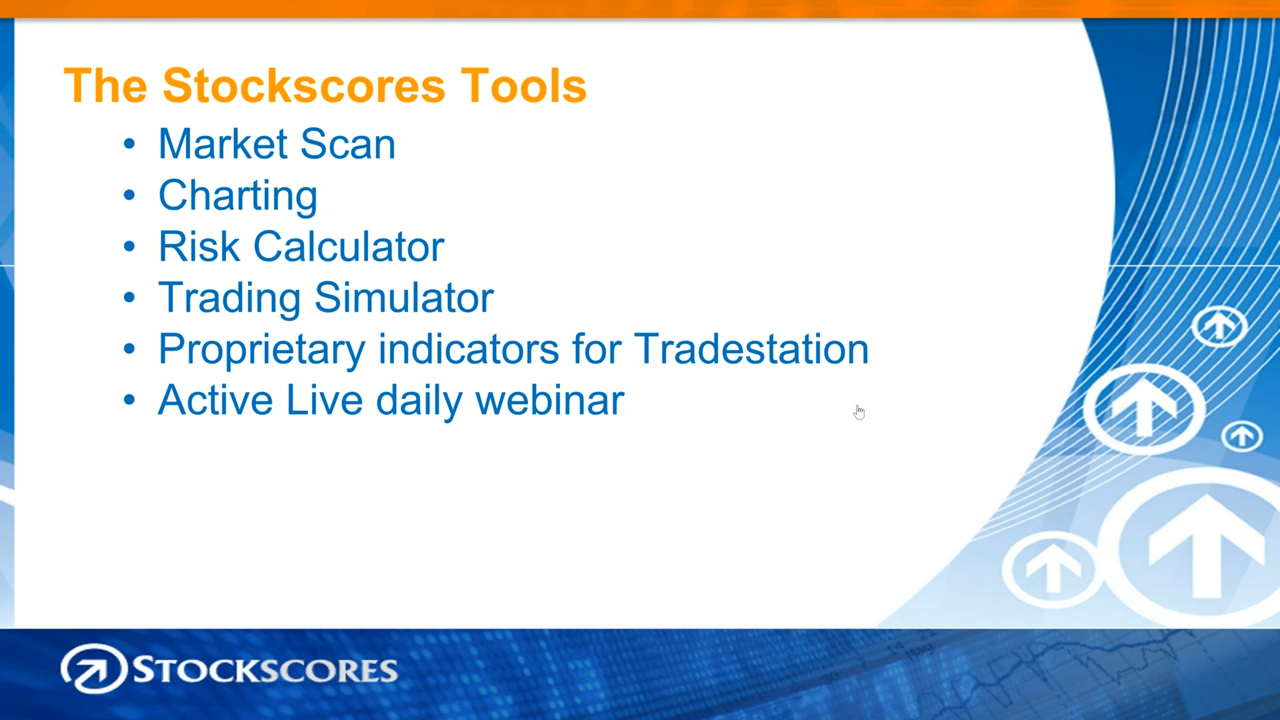 The Stockscores Tools
• Market Scan
• Charting
• Risk Calculator
• Trading Simulator
• Proprietary indicators for Tradestation
• Active Live daily webinar
STOCKSCORES